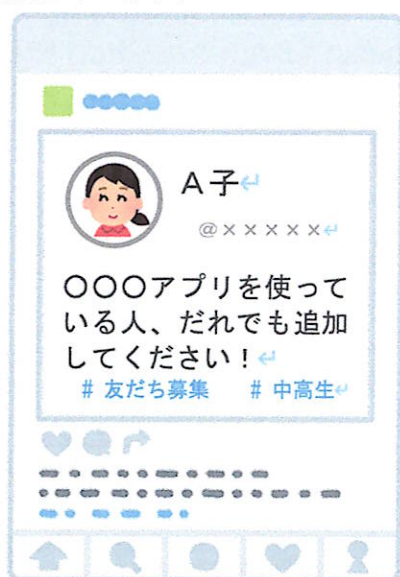 A子↵
@×××××↵
〇〇〇アプリを使って
いる人、だれでも追加
してください！↵
# 友だち募集　# 中高生↵